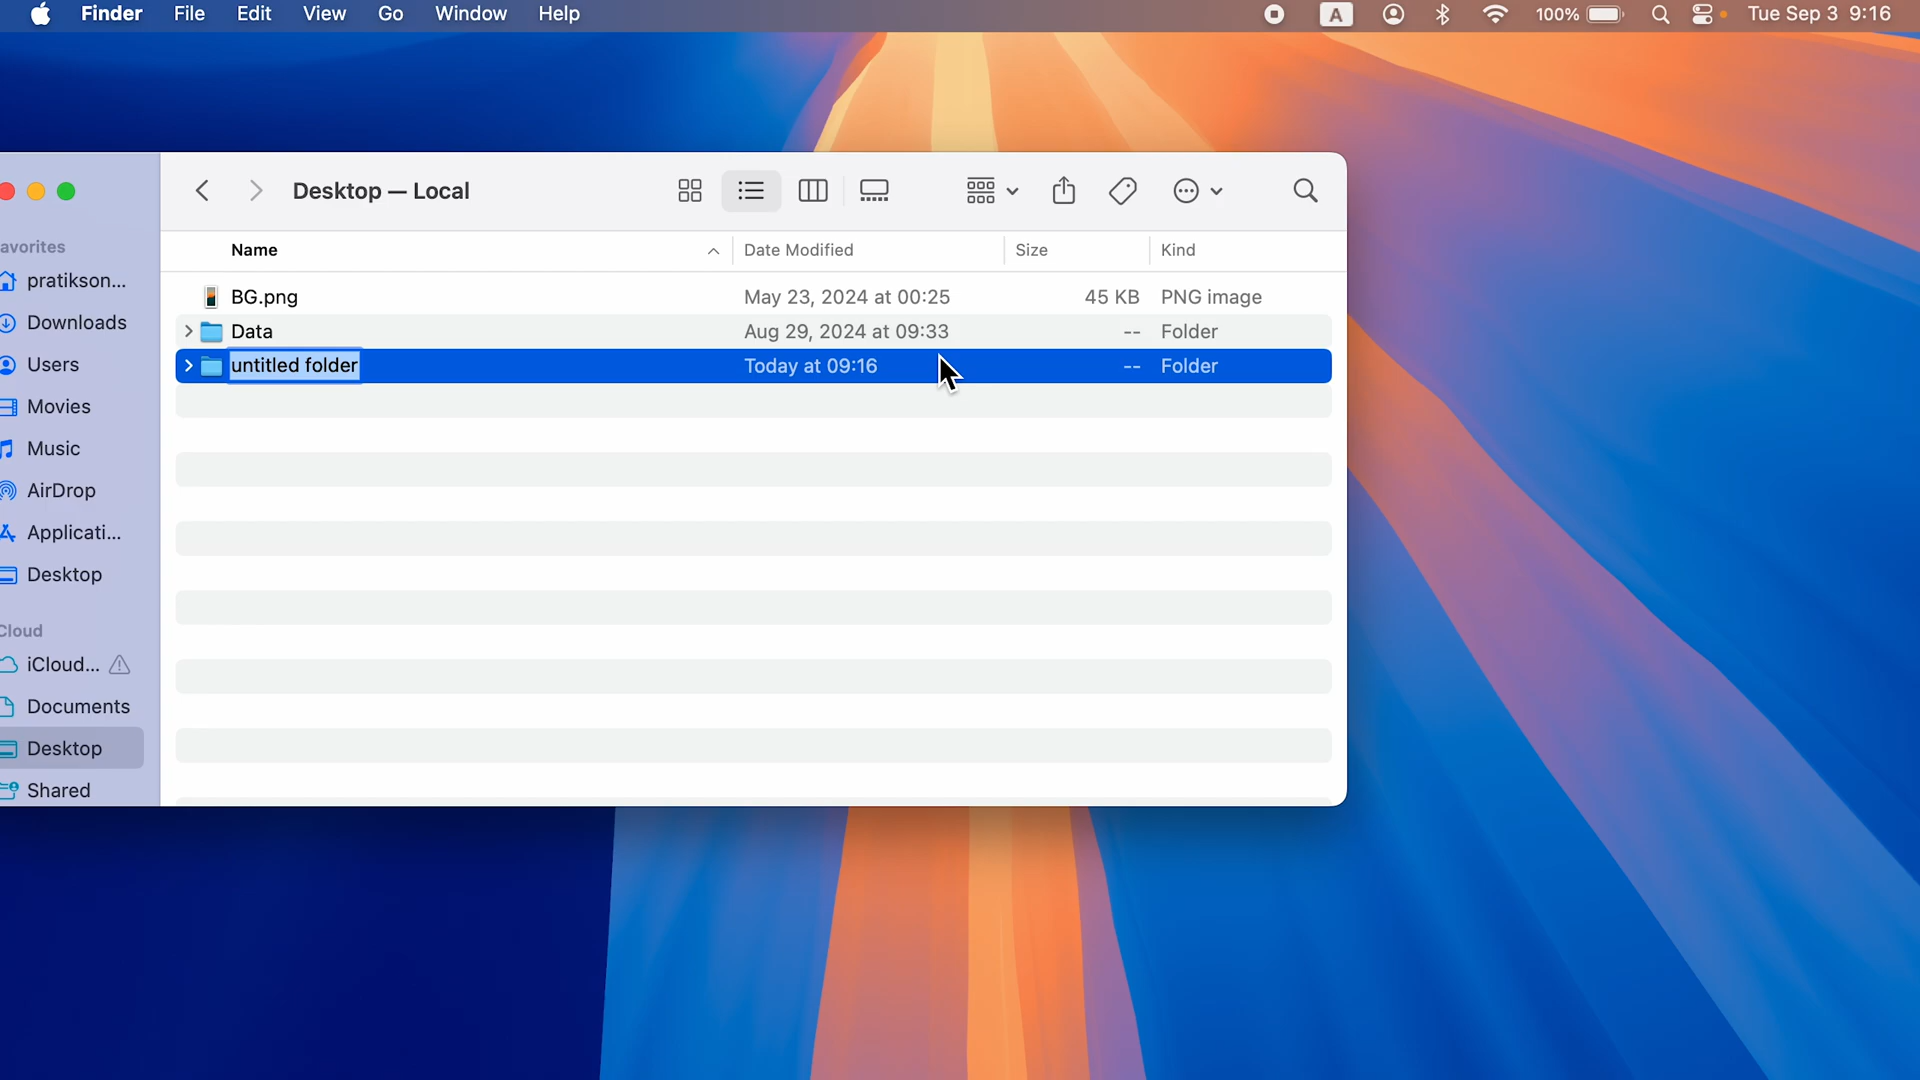 Finder File Edit View Go Window Help A 100% Tue Sep 3 9:16
Desktop — Local
avorites
pratikson...
Downloads
Users
Movies
Music
AirDrop
Applicati...
Desktop
Cloud
iCloud...
Documents
Desktop
Shared
Name Date Modified Size Kind
BG.png May 23, 2024 at 00:25 45 KB PNG image
Data Aug 29, 2024 at 09:33 -- Folder
untitled folder Today at 09:16 -- Folder